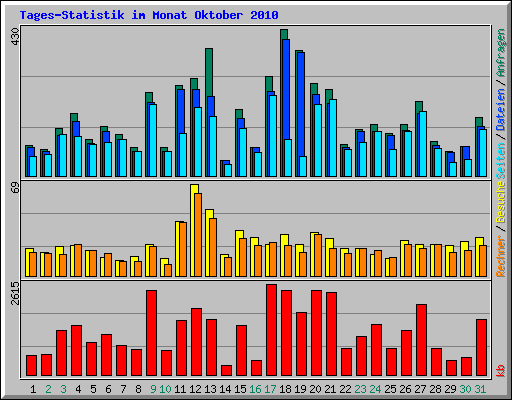 Tages-Statistik im Monat Oktober 2010
430
69
2615
Rechner / Besuche Seiten / Dateien / Anfragen
kb
1 2 3 4 5 6 7 8 9 10 11 12 13 14 15 16 17 18 19 20 21 22 23 24 25 26 27 28 29 30 31